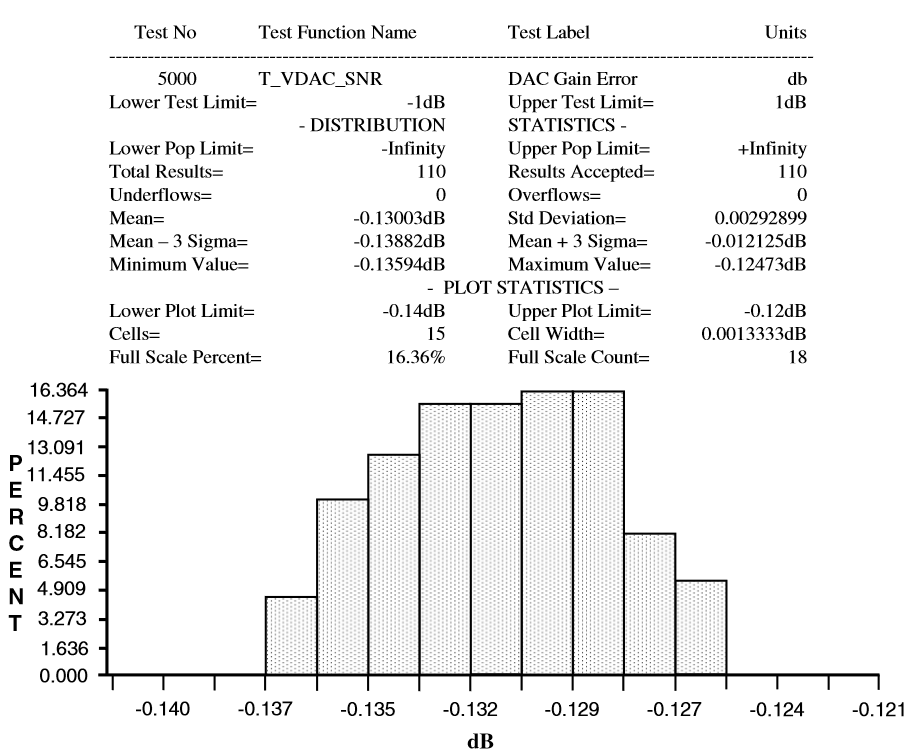 Test No Test Function Name Test Label Units
5000 T_VDAC_SNR DAC Gain Error db
Lower Test Limit= -1dB Upper Test Limit= 1dB
- DISTRIBUTION STATISTICS -
Lower Pop Limit= -Infinity Upper Pop Limit= +Infinity
Total Results= 110 Results Accepted= 110
Underflows= 0 Overflows= 0
Mean= -0.13003dB Std Deviation= 0.00292899
Mean – 3 Sigma= -0.13882dB Mean + 3 Sigma= -0.012125dB
Minimum Value= -0.13594dB Maximum Value= -0.12473dB
- PLOT STATISTICS –
Lower Plot Limit= -0.14dB Upper Plot Limit= -0.12dB
Cells= 15 Cell Width= 0.0013333dB
Full Scale Percent= 16.36% Full Scale Count= 18
PERCENT
16.364
14.727
13.091
11.455
9.818
8.182
6.545
4.909
3.273
1.636
0.000
-0.140 -0.137 -0.135 -0.132 -0.129 -0.127 -0.124 -0.121
dB